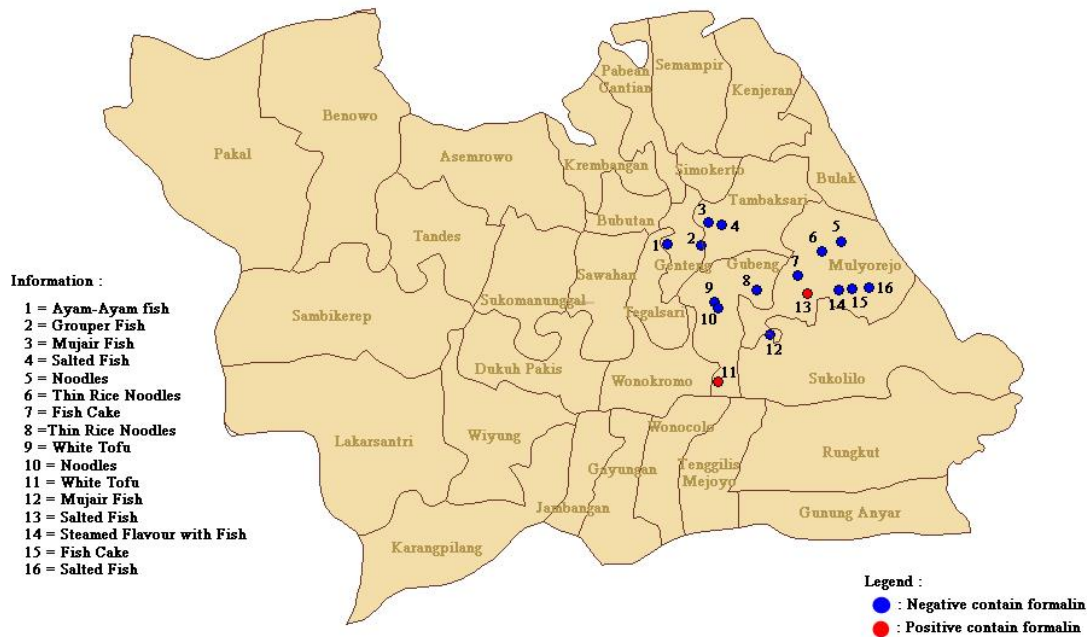 Pabean
Cantian
Semampir
Kenjeran
Benowo
Pakal
Asemrowo
Krembangan
Simokerto
Bulak
Tambaksari
Bubutan
3
4
5
Tandes
1
2
6
Genteng
Gubeng
Mulyorejo
Sawahan
7
8
9
10
13
14
15
16
Sukomanunggal
Tegalsari
Sambikerep
12
Dukuh Pakis
Wonokromo
11
Sukolilo
Lakarsantri
Wiyung
Wonocolo
Rungkut
Gayungan
Tenggilis
Mejoyo
Jambangan
Gunung Anyar
Karangpilang
Information :
1 = Ayam-Ayam fish
2 = Grouper Fish
3 = Mujair Fish
4 = Salted Fish
5 = Noodles
6 = Thin Rice Noodles
7 = Fish Cake
8 =Thin Rice Noodles
9 = White Tofu
10 = Noodles
11 = White Tofu
12 = Mujair Fish
13 = Salted Fish
14 = Steamed Flavour with Fish
15 = Fish Cake
16 = Salted Fish
Legend :
: Negative contain formalin
: Positive contain formalin